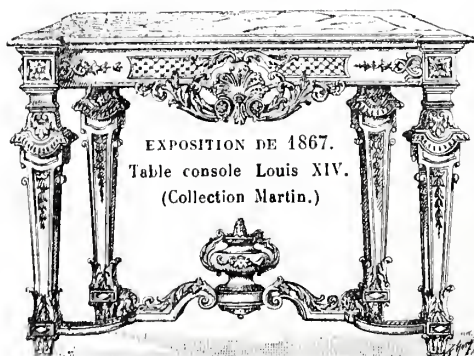 EXPOSITION DE 1867.
Table console Louis XIV.
(Collection Martin.)